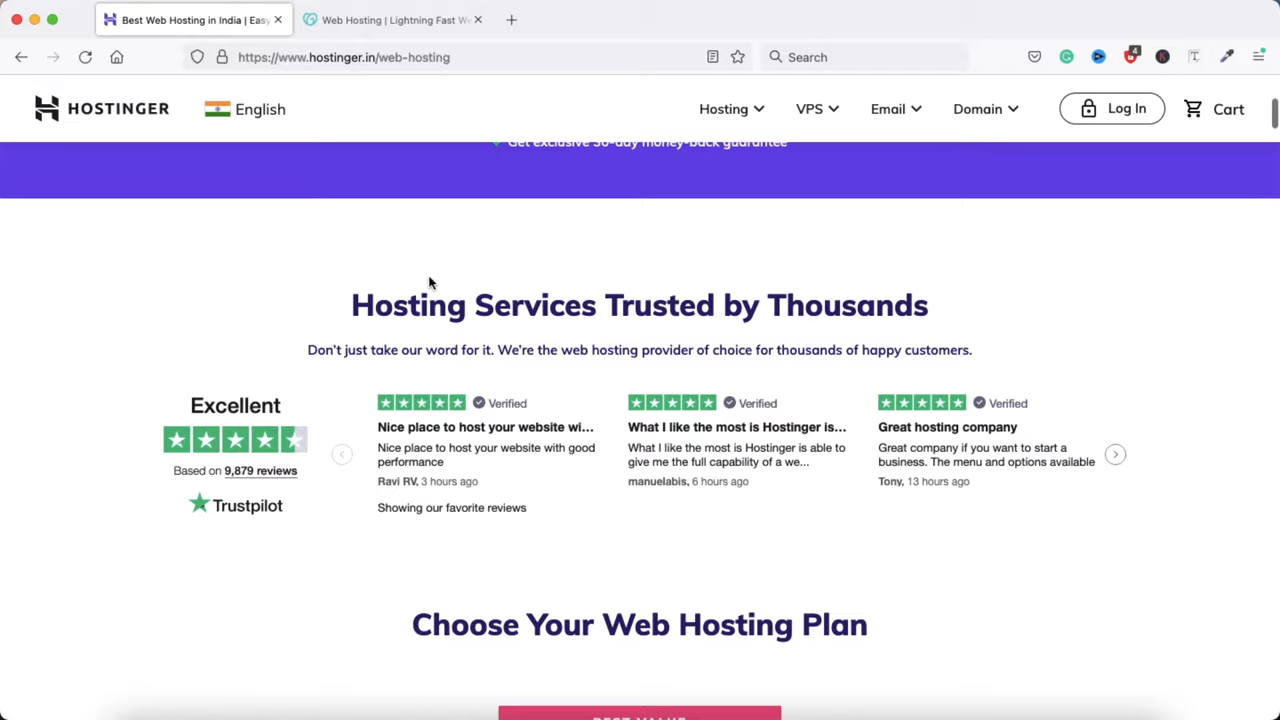 Best Web Hosting in India | Easy
Web Hosting | Lightning Fast We
https://www.hostinger.in/web-hosting
Search
4
HOSTINGER
English
Hosting
VPS
Email
Domain
Log In
Cart
Get exclusive 30-day money-back guarantee
Hosting Services Trusted by Thousands
Don't just take our word for it. We're the web hosting provider of choice for thousands of happy customers.
Excellent
Based on 9,879 reviews
Trustpilot
Verified
Nice place to host your website wi...
Nice place to host your website with good
performance
Ravi RV, 3 hours ago
Showing our favorite reviews
Verified
What I like the most is Hostinger is...
What I like the most is Hostinger is able to
give me the full capability of a we...
manuelabis, 6 hours ago
Verified
Great hosting company
Great company if you want to start a
business. The menu and options available
Tony, 13 hours ago
Choose Your Web Hosting Plan
BEST VALUE